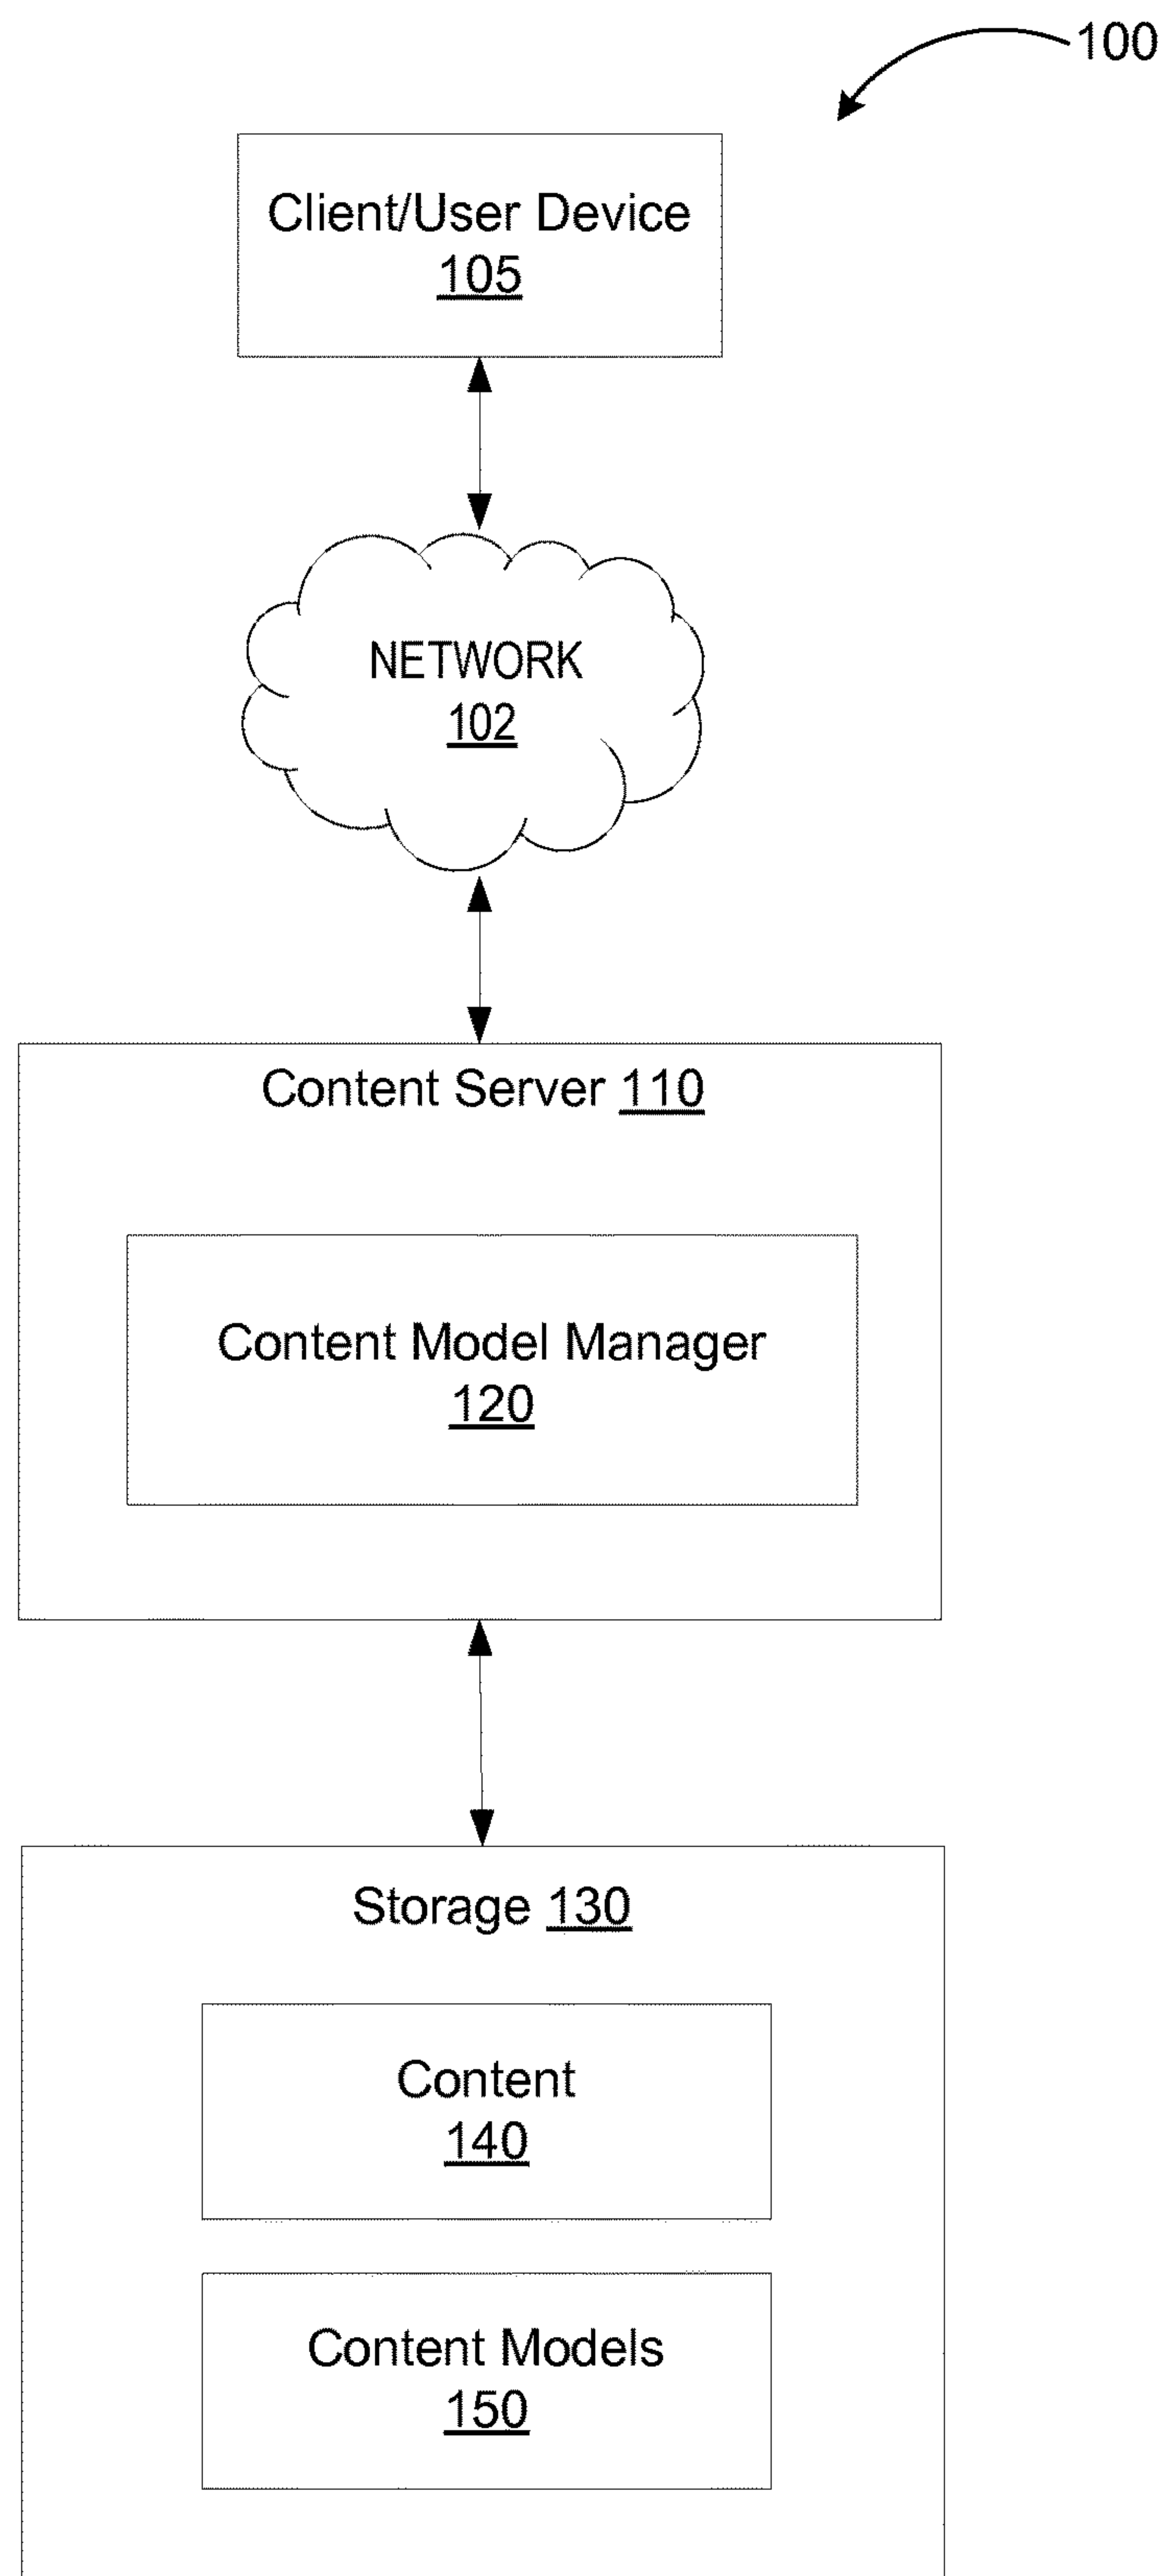 100
Client/User Device
105
NETWORK
102
Content Server 110
Content Model Manager
120
Storage 130
Content
140
Content Models
150